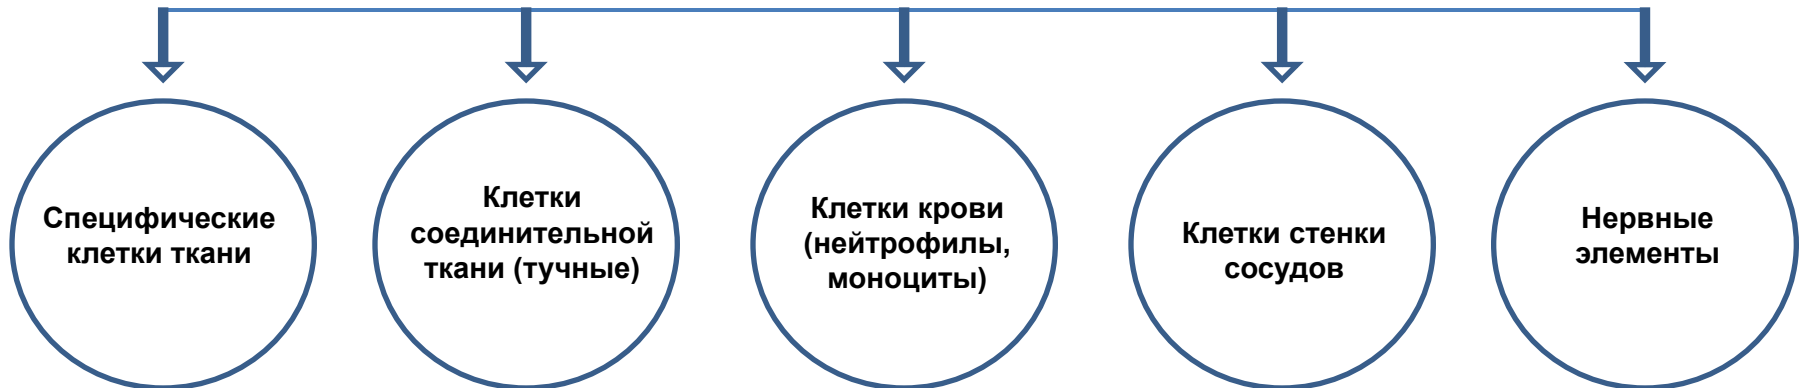 Специфические
клетки ткани
Клетки
соединительной
ткани (тучные)
Клетки крови
(нейтрофилы,
моноциты)
Клетки стенки
сосудов
Нервные
элементы